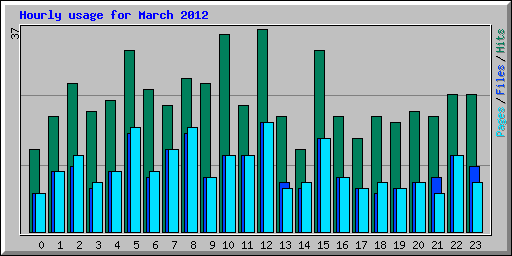 Hourly usage for March 2012
37
Pages/Files/Hits
0 1 2 3 4 5 6 7 8 9 10 11 12 13 14 15 16 17 18 19 20 21 22 23